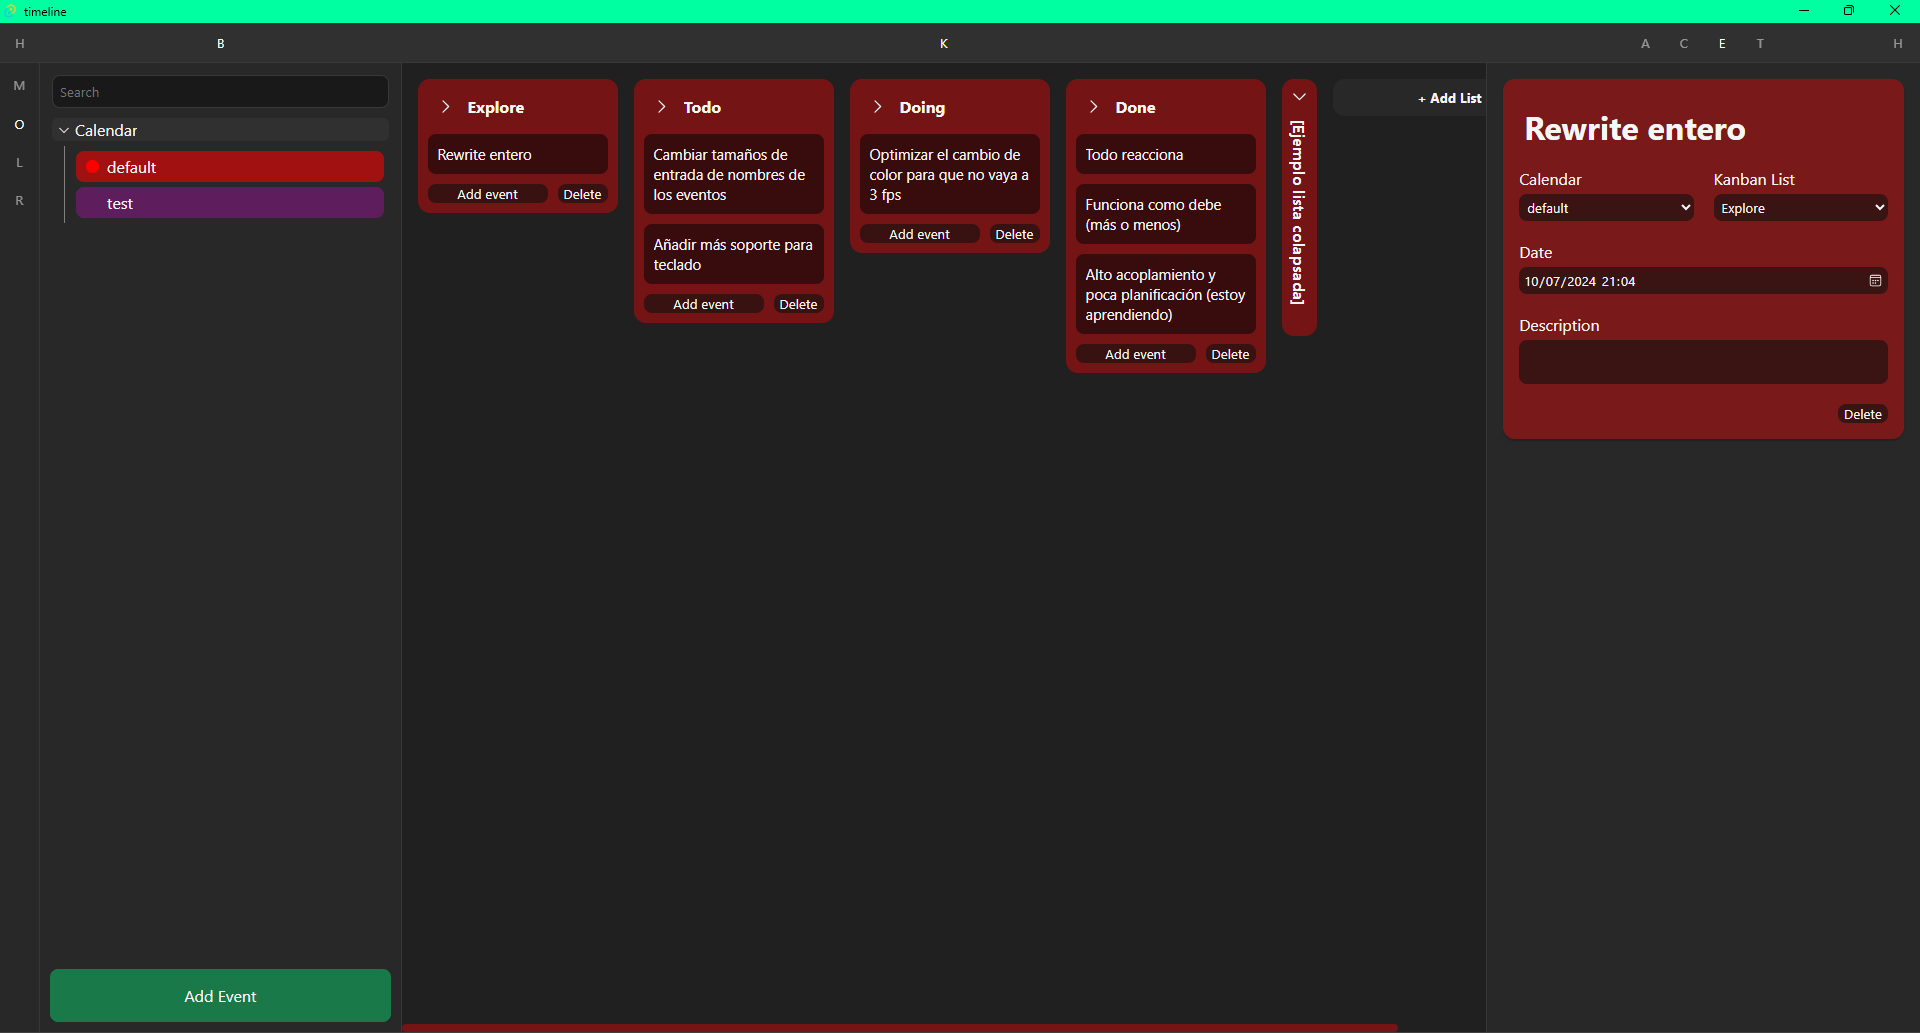 timeline
H
B
K
A
C
E
T
H
M
O
L
R
Search
Calendar
default
test
Add Event
Explore
Rewrite entero
Add event
Delete
Todo
Cambiar tamaños de
entrada de nombres de
los eventos
Añadir más soporte para
teclado
Add event
Delete
Doing
Optimizar el cambio de
color para que no vaya a
3 fps
Add event
Delete
Done
Todo reacciona
Funciona como debe
(más o menos)
Alto acoplamiento y
poca planificación (estoy
aprendiendo)
Add event
Delete
[Ejemplo lista colapsada]
+ Add List
Rewrite entero
Calendar
Kanban List
default
Explore
Date
10/07/2024 21:04
Description
Delete